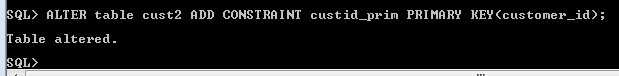 SQL> ALTER table cust2 ADD CONSTRAINT custid_prim PRIMARY KEY(customer_id);
Table altered.
SQL>